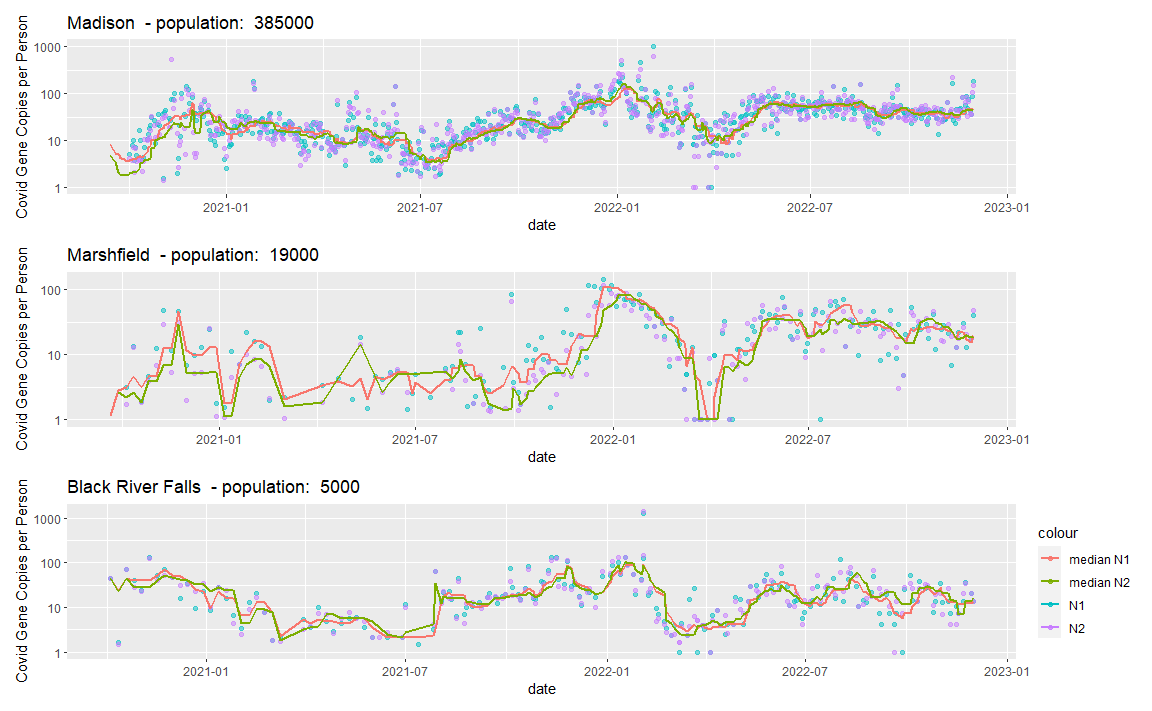 Madison  - population:  385000
Covid Gene Copies per Person
1000
100
10
1
2021-01
2021-07
2022-01
2022-07
2023-01
date
Marshfield  - population:  19000
Covid Gene Copies per Person
100
10
1
2021-01
2021-07
2022-01
2022-07
2023-01
date
Black River Falls  - population:  5000
Covid Gene Copies per Person
1000
100
10
1
2021-01
2021-07
2022-01
2022-07
2023-01
date
colour
median N1
median N2
N1
N2